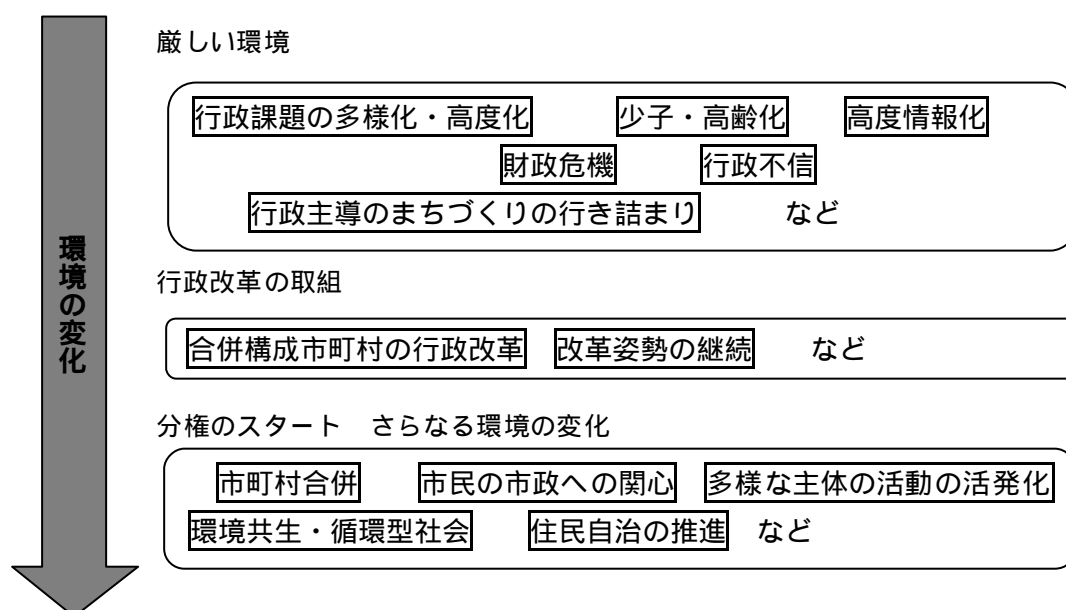 厳しい環境
行政課題の多様化・高度化 少子・高齢化 高度情報化
財政危機 行政不信
行政主導のまちづくりの行き詰まり など
環境の変化
行政改革の取組
合併構成市町村の行政改革 改革姿勢の継続 など
分権のスタート さらなる環境の変化
市町村合併 市民の市政への関心 多様な主体の活動の活発化
環境共生・循環型社会 住民自治の推進 など